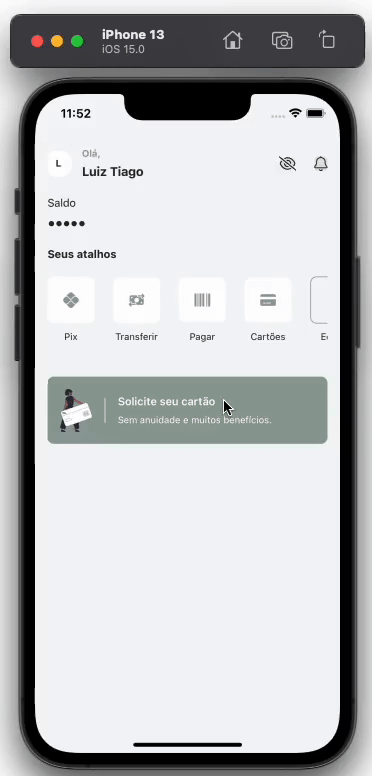 iPhone 13
iOS 15.0
11:52
Olá,
L
Luiz Tiago
Saldo
•••••
Seus atalhos
Pix
Transferir
Pagar
Cartões
Solicite seu cartão
Sem anuidade e muitos benefícios.